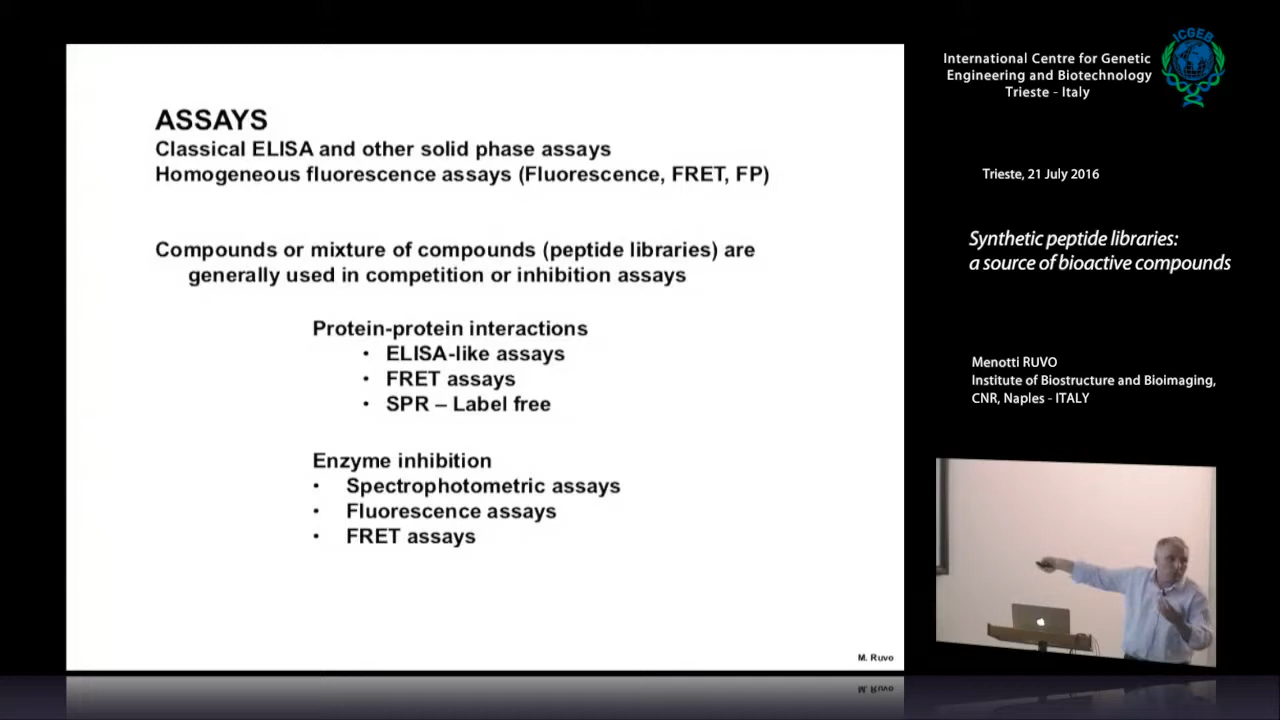 ASSAYS
Classical ELISA and other solid phase assays
Homogeneous fluorescence assays (Fluorescence, FRET, FP)
Compounds or mixture of compounds (peptide libraries) are
generally used in competition or inhibition assays
Protein-protein interactions
• ELISA-like assays
• FRET assays
• SPR – Label free
Enzyme inhibition
• Spectrophotometric assays
• Fluorescence assays
• FRET assays
M. Ruvo
International Centre for Genetic
Engineering and Biotechnology
Trieste - Italy
ICGEB
Trieste, 21 July 2016
Synthetic peptide libraries:
a source of bioactive compounds
Menotti RUVO
Institute of Biostructure and Bioimaging,
CNR, Naples - ITALY